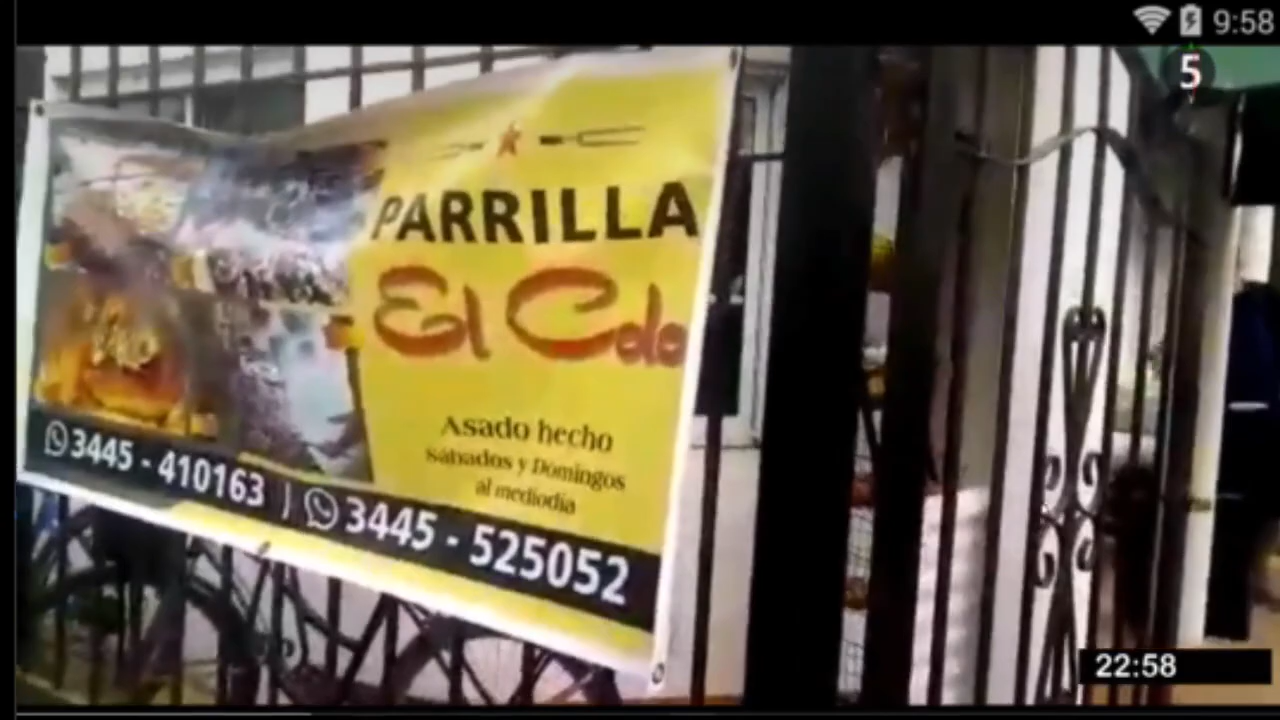 9:58
5
PARRILLA
El Colo
Asado hecho
Sábados y Domingos
al mediodía
3445 - 410163 | 3445 - 525052
22:58